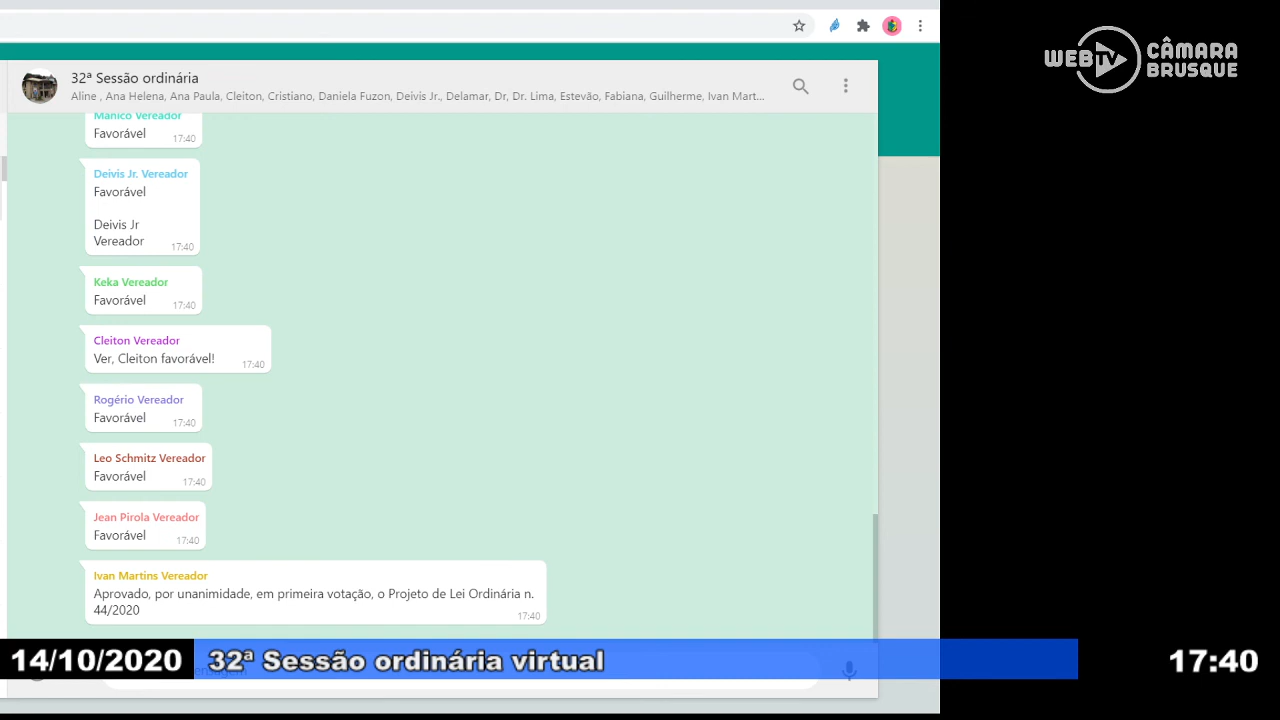 WEB TV CÂMARA BRUSQUE
32ª Sessão ordinária
Aline , Ana Helena, Ana Paula, Cleiton, Cristiano, Daniela Fuzon, Deivis Jr., Delamar, Dr, Dr. Lima, Estevão, Fabiana, Guilherme, Ivan Mart...
Manico Vereador
Favorável
17:40
Deivis Jr. Vereador
Favorável
Deivis Jr
Vereador
17:40
Keka Vereador
Favorável
17:40
Cleiton Vereador
Ver, Cleiton favorável!
17:40
Rogério Vereador
Favorável
17:40
Leo Schmitz Vereador
Favorável
17:40
Jean Pirola Vereador
Favorável
17:40
Ivan Martins Vereador
Aprovado, por unanimidade, em primeira votação, o Projeto de Lei Ordinária n.
44/2020
17:40
14/10/2020
32ª Sessão ordinária virtual
17:40